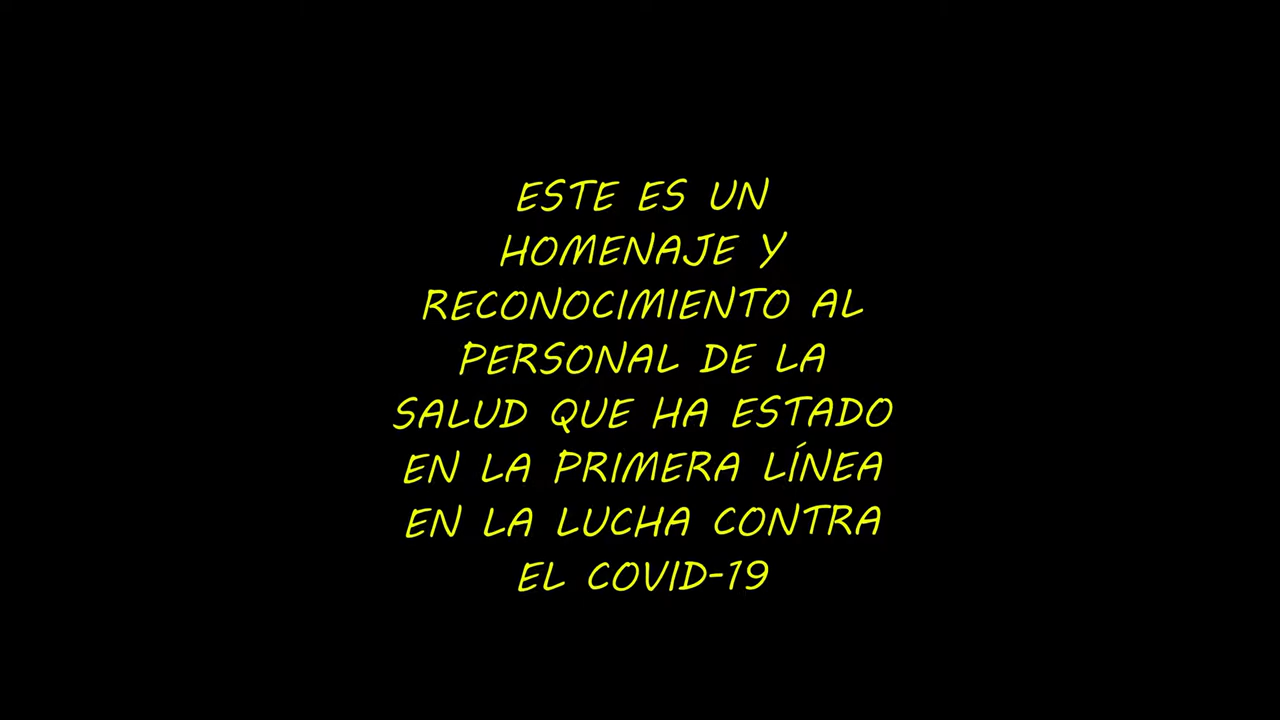 ESTE ES UN
HOMENAJE Y
RECONOCIMIENTO AL
PERSONAL DE LA
SALUD QUE HA ESTADO
EN LA PRIMERA LÍNEA
EN LA LUCHA CONTRA
EL COVID-19